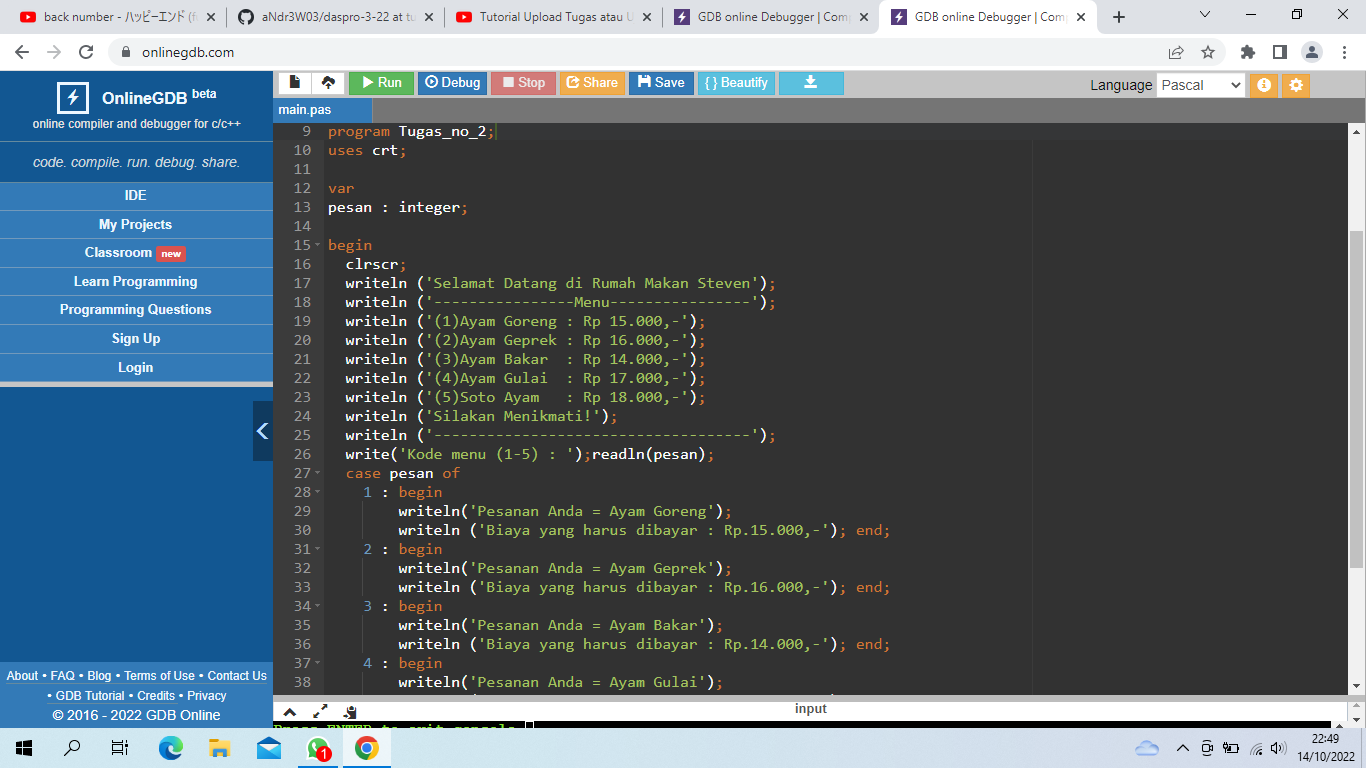 back number - ハッピーエンド (f
aNdr3W03/daspro-3-22 at tu
Tutorial Upload Tugas atau U
GDB online Debugger | Comp
GDB online Debugger | Comp
onlinegdb.com
OnlineGDB beta
online compiler and debugger for c/c++
code. compile. run. debug. share.
IDE
My Projects
Classroom new
Learn Programming
Programming Questions
Sign Up
Login
About • FAQ • Blog • Terms of Use • Contact Us
• GDB Tutorial • Credits • Privacy
© 2016 - 2022 GDB Online
Run Debug Stop Share Save { } Beautify
Language Pascal
main.pas
9 program Tugas_no_2;
10 uses crt;
11
12 var
13 pesan : integer;
14
15 begin
16 clrscr;
17 writeln ('Selamat Datang di Rumah Makan Steven');
18 writeln ('----------------Menu----------------');
19 writeln ('(1)Ayam Goreng : Rp 15.000,-');
20 writeln ('(2)Ayam Geprek : Rp 16.000,-');
21 writeln ('(3)Ayam Bakar  : Rp 14.000,-');
22 writeln ('(4)Ayam Gulai  : Rp 17.000,-');
23 writeln ('(5)Soto Ayam   : Rp 18.000,-');
24 writeln ('Silakan Menikmati!');
25 writeln ('------------------------------------');
26 write('Kode menu (1-5) : ');readln(pesan);
27 case pesan of
28 1 : begin
29 writeln('Pesanan Anda = Ayam Goreng');
30 writeln ('Biaya yang harus dibayar : Rp.15.000,-'); end;
31 2 : begin
32 writeln('Pesanan Anda = Ayam Geprek');
33 writeln ('Biaya yang harus dibayar : Rp.16.000,-'); end;
34 3 : begin
35 writeln('Pesanan Anda = Ayam Bakar');
36 writeln ('Biaya yang harus dibayar : Rp.14.000,-'); end;
37 4 : begin
38 writeln('Pesanan Anda = Ayam Gulai');
input
1
22:49
14/10/2022